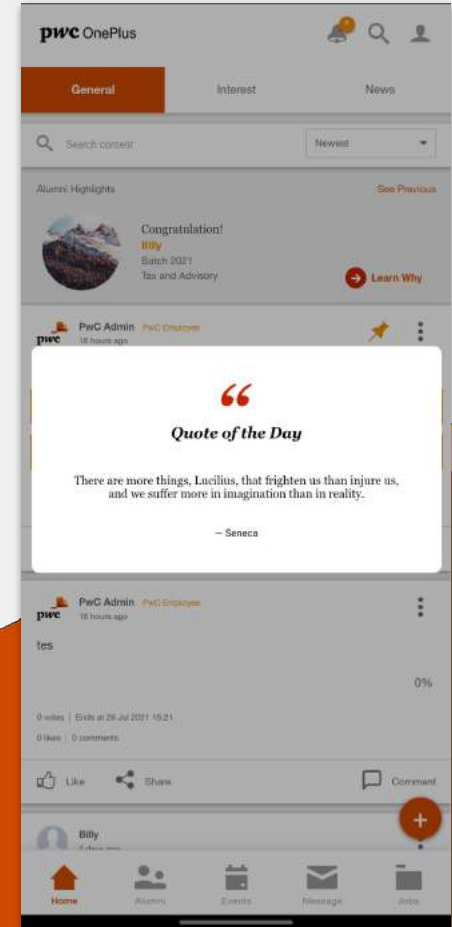 pwc OnePlus
General Interest News
Search content Newest
Alumni Highlights See Previous
Congratulation!
Billy
Batch 2021
Tax and Advisory
Learn Why
pwc PwC Admin PwC Employee
18 hours ago
Quote of the Day
There are more things, Lucilius, that frighten us than injure us,
and we suffer more in imagination than in reality.
— Seneca
pwc PwC Admin PwC Employee
18 hours ago
tes
0%
0 votes | Ends at 28 Jul 2021 15:21
0 likes | 0 comments
Like Share Comment
Billy
Home Alumni Events Message Jobs